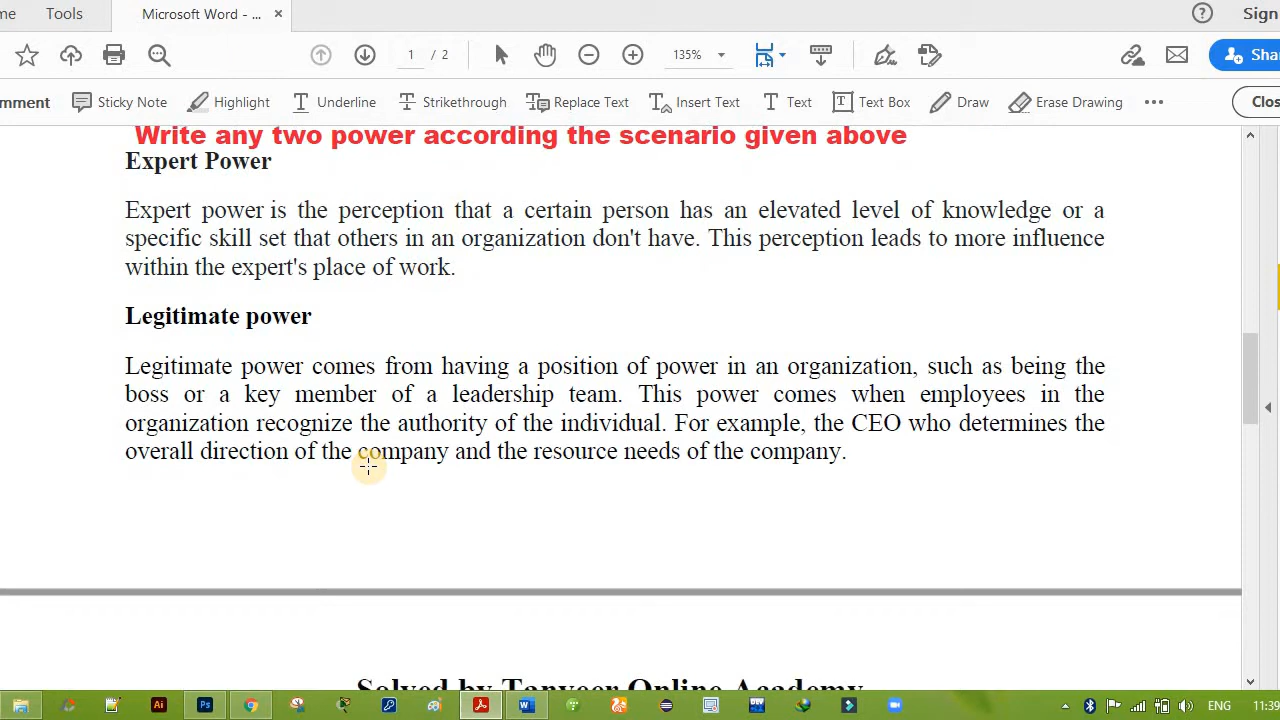 me Tools Microsoft Word - ... × ? Sign
1 / 2 135% Sha
mment Sticky Note Highlight Underline Strikethrough Replace Text Insert Text Text Text Box Draw Erase Drawing Clos
Write any two power according the scenario given above
Expert Power
Expert power is the perception that a certain person has an elevated level of knowledge or a
specific skill set that others in an organization don't have. This perception leads to more influence
within the expert's place of work.
Legitimate power
Legitimate power comes from having a position of power in an organization, such as being the
boss or a key member of a leadership team. This power comes when employees in the
organization recognize the authority of the individual. For example, the CEO who determines the
overall direction of the company and the resource needs of the company.
Solved by Tanveer Online Academy
ENG 11:39